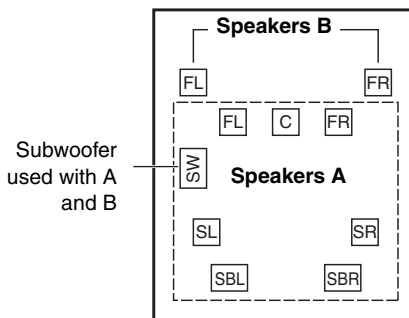 Speakers B
FL FR
FL C FR
Subwoofer
used with A
and B
SW
Speakers A
SL SR
SBL SBR